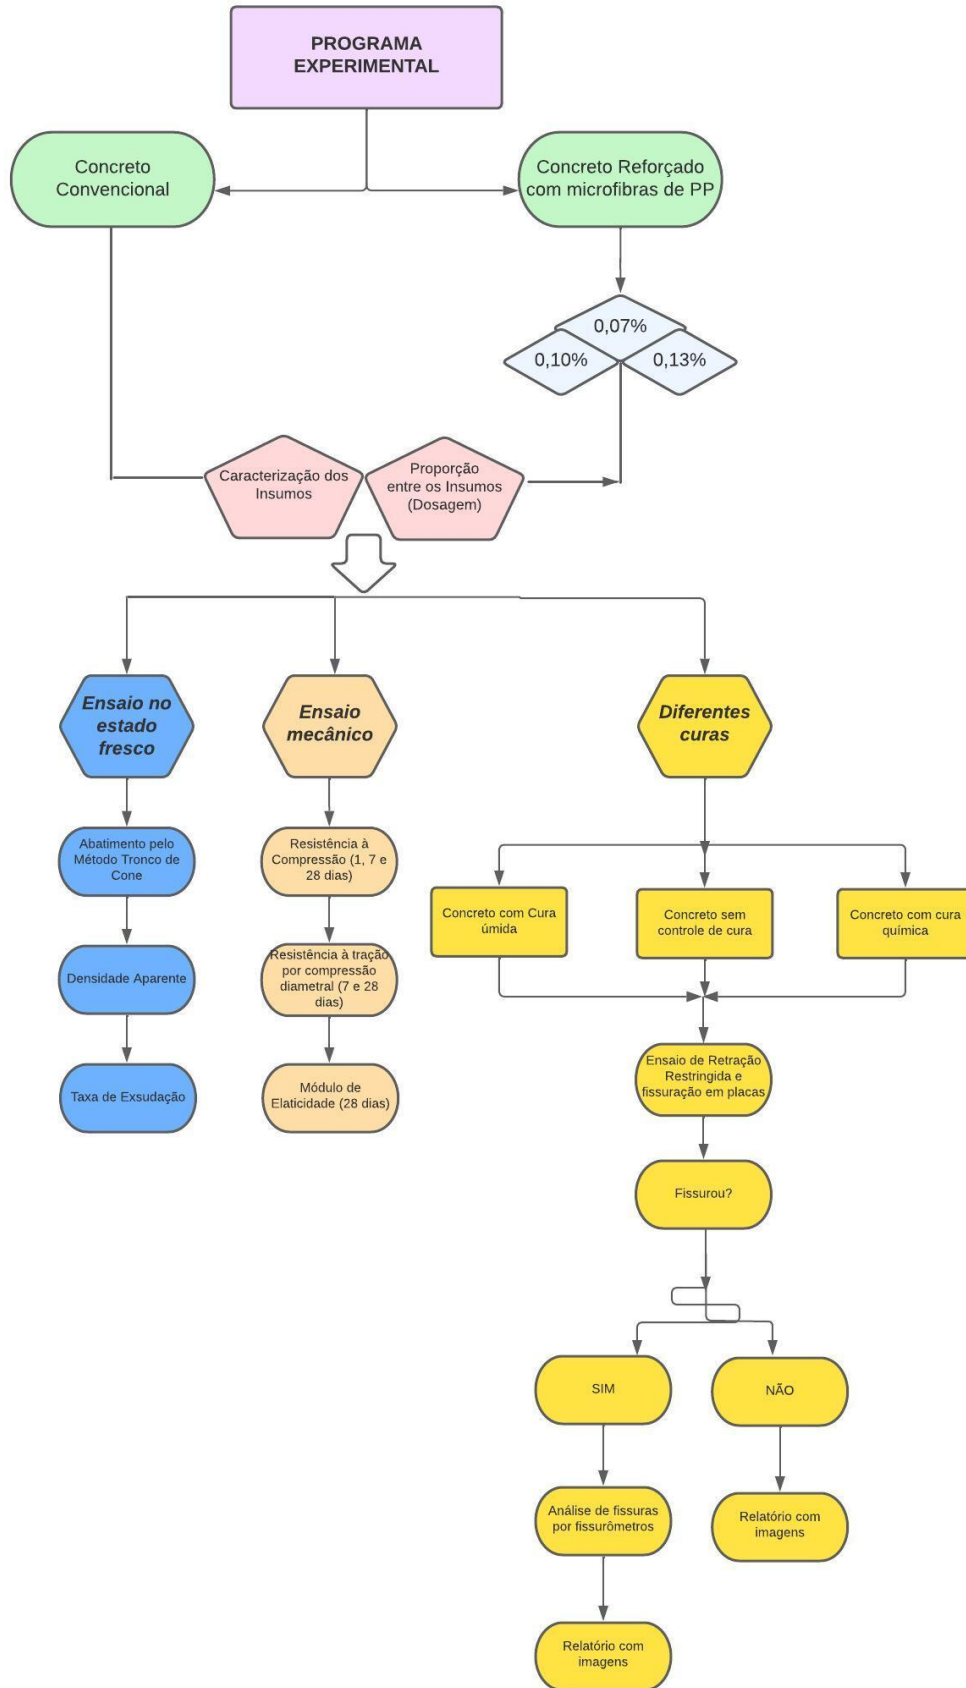 PROGRAMA
EXPERIMENTAL
Concreto
Convencional
Concreto Reforçado
com microfibras de PP
0,07%
0,10%
0,13%
Caracterização dos
Insumos
Proporção
entre os Insumos
(Dosagem)
Ensaio no
estado
fresco
Ensaio
mecânico
Diferentes
curas
Abatimento pelo
Método Tronco de
Cone
Densidade Aparente
Taxa de Exsudação
Resistência à
Compressão (1, 7 e
28 dias)
Resistência à tração
por compressão
diametral (7 e 28
dias)
Módulo de
Elaticidade (28 dias)
Concreto com Cura
úmida
Concreto sem
controle de cura
Concreto com cura
química
Ensaio de Retração
Restringida e
fissuração em placas
Fissurou?
SIM
NÃO
Análise de fissuras
por fissurômetros
Relatório com
imagens
Relatório com
imagens